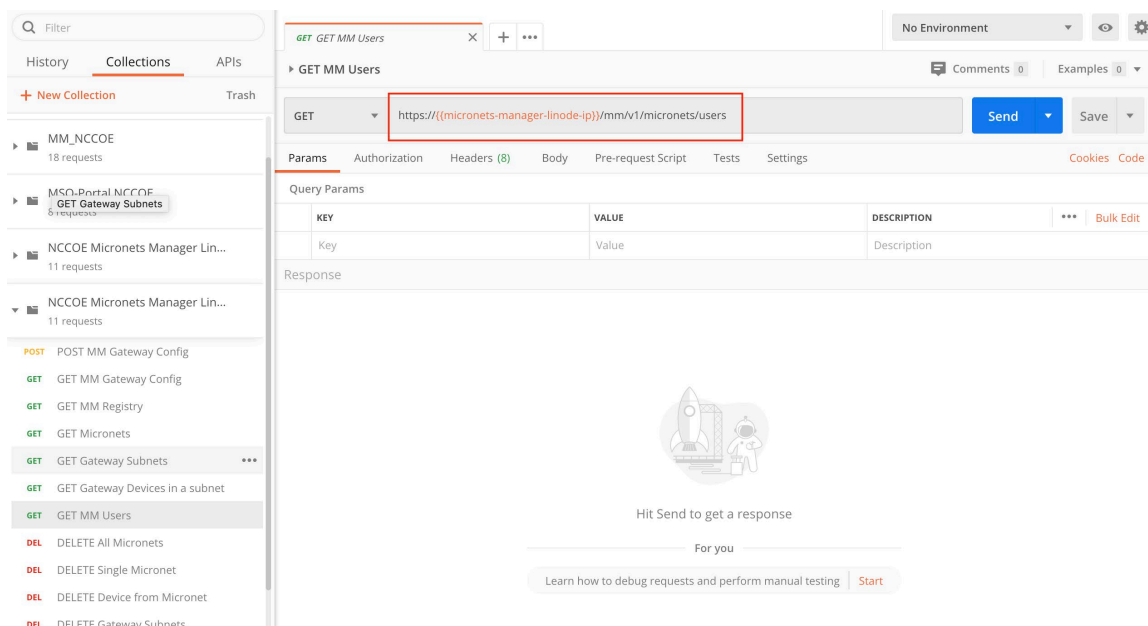 Filter
History Collections APIs
+ New Collection Trash
MM_NCCOE
18 requests
MSO-Portal NCCOE
GET Gateway Subnets
8 requests
NCCOE Micronets Manager Lin...
11 requests
NCCOE Micronets Manager Lin...
11 requests
POST POST MM Gateway Config
GET GET MM Gateway Config
GET GET MM Registry
GET GET Micronets
GET GET Gateway Subnets •••
GET GET Gateway Devices in a subnet
GET GET MM Users
DEL DELETE All Micronets
DEL DELETE Single Micronet
DEL DELETE Device from Micronet
DEL DELETE Gateway Subnets
GET GET MM Users × + •••
No Environment
GET MM Users
Comments 0 Examples 0
GET https://{{micronets-manager-linode-ip}}/mm/v1/micronets/users Send Save
Params Authorization Headers (8) Body Pre-request Script Tests Settings Cookies Code
Query Params
KEY VALUE DESCRIPTION ••• Bulk Edit
Key Value Description
Response
Hit Send to get a response
For you
Learn how to debug requests and perform manual testing Start